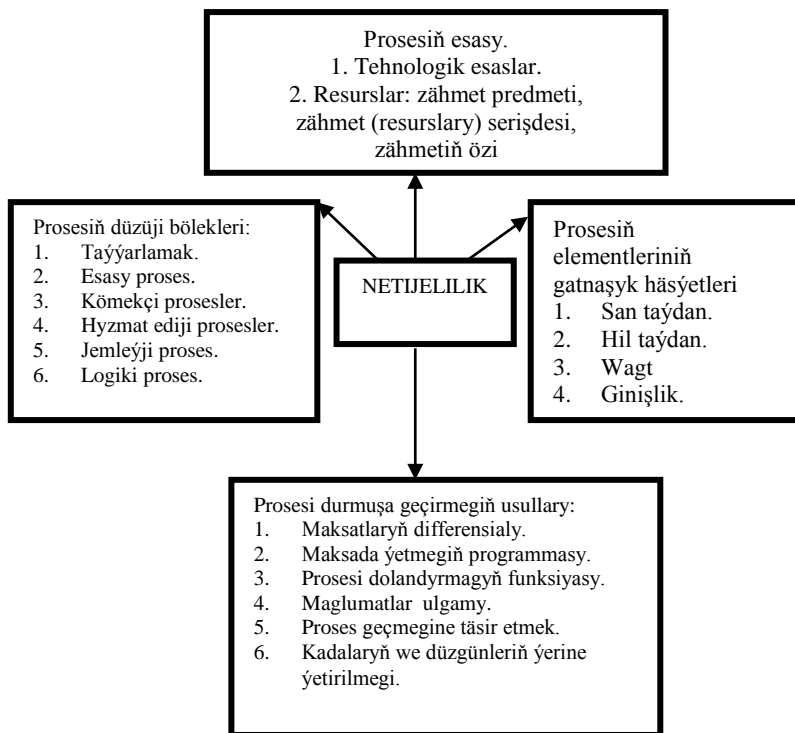 Prosesiň esasy.
1. Tehnologik esaslar.
2. Resurslar: zähmet predmeti,
zähmet (resurslary) serişdesi,
zähmetiň özi
Prosesiň düzüji bölekleri:
1. Taýýarlamak.
2. Esasy proses.
3. Kömekçi prosesler.
4. Hyzmat ediji prosesler.
5. Jemleýji proses.
6. Logiki proses.
NETIJELILIK
Prosesiň
elementleriniň
gatnaşyk häsýetleri
1. San taýdan.
2. Hil taýdan.
3. Wagt
4. Ginişlik.
Prosesi durmuşa geçirmegiň usullary:
1. Maksatlaryň differensialy.
2. Maksada ýetmegiň programmasy.
3. Prosesi dolandyrmagyň funksiyasy.
4. Maglumatlar ulgamy.
5. Proses geçmegine täsir etmek.
6. Kadalaryň we düzgünleriň ýerine
ýetirilmegi.